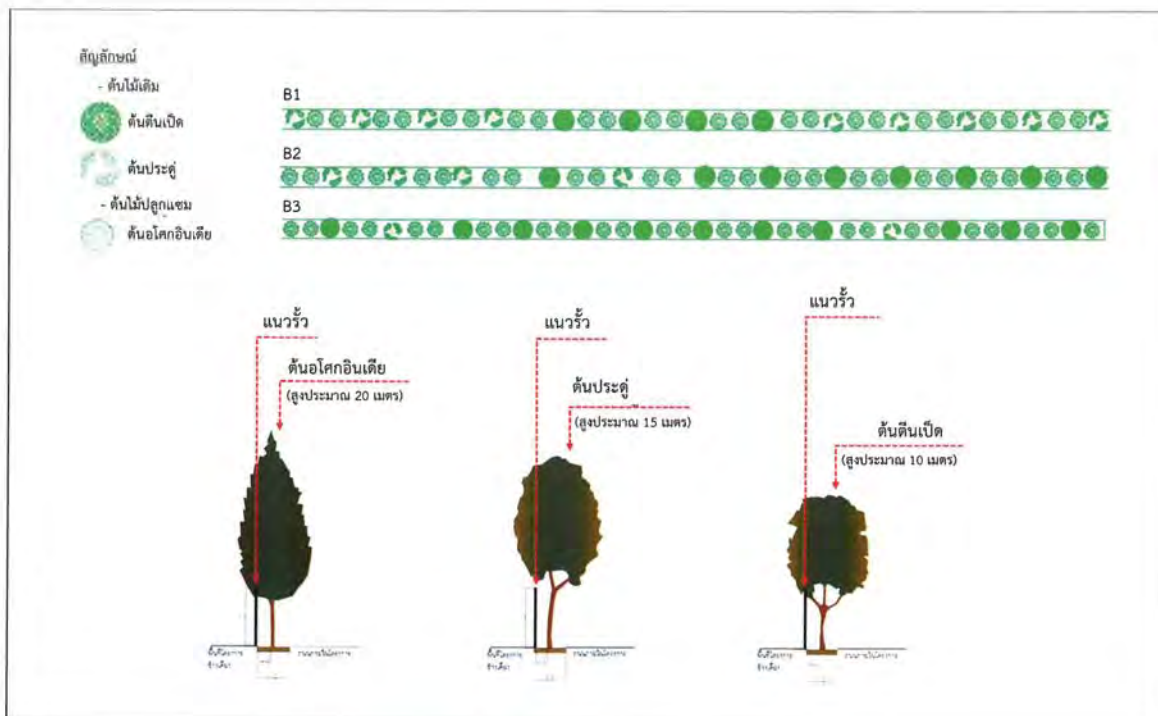 สัญลักษณ์
- ต้นไม้เดิม
ต้นตีนเป็ด
ต้นประดู่
- ต้นไม้ปลูกแซม
ต้นอโศกอินเดีย
B1
B2
B3
แนวรั้ว
ต้นอโศกอินเดีย
(สูงประมาณ 20 เมตร)
แนวรั้ว
ต้นประดู่
(สูงประมาณ 15 เมตร)
แนวรั้ว
ต้นตีนเป็ด
(สูงประมาณ 10 เมตร)